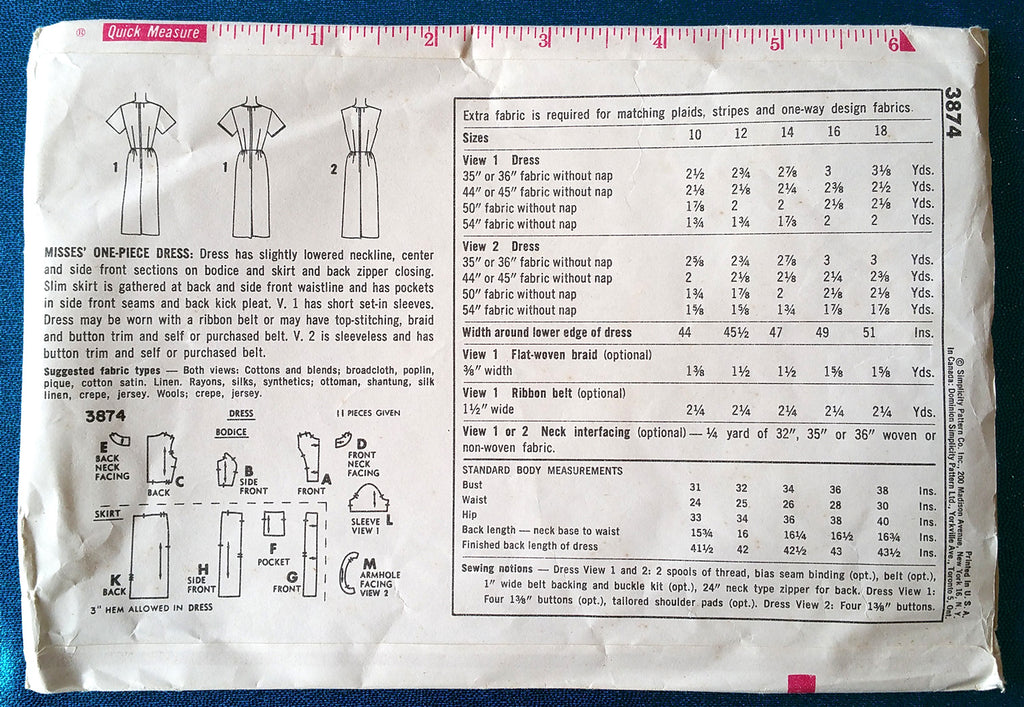 ® Quick Measure 1 2 3 4 5 6
1 1 2
MISSES' ONE-PIECE DRESS: Dress has slightly lowered neckline, center
and side front sections on bodice and skirt and back zipper closing.
Slim skirt is gathered at back and side front waistline and has pockets
in side front seams and back kick pleat. V. 1 has short set-in sleeves.
Dress may be worn with a ribbon belt or may have top-stitching, braid
and button trim and self or purchased belt. V. 2 is sleeveless and has
button trim and self or purchased belt.
Suggested fabric types — Both views: Cottons and blends; broadcloth, poplin,
pique, cotton satin. Linen. Rayons, silks, synthetics; ottoman, shantung, silk
linen, crepe, jersey. Wools; crepe, jersey.
3874 DRESS 11 PIECES GIVEN
BODICE
E
BACK
NECK
FACING
C
BACK
B
SIDE
FRONT
A
FRONT
D
FRONT
NECK
FACING
L
SLEEVE
VIEW 1
SKIRT
K
BACK
H
SIDE
FRONT
F
POCKET
G
FRONT
M
ARMHOLE
FACING
VIEW 2
3" HEM ALLOWED IN DRESS
Extra fabric is required for matching plaids, stripes and one-way design fabrics.
Sizes 10 12 14 16 18
View 1 Dress
35" or 36" fabric without nap 2½ 2¾ 2⅞ 3 3⅛ Yds.
44" or 45" fabric without nap 2⅛ 2⅛ 2¼ 2⅜ 2½ Yds.
50" fabric without nap 1⅞ 2 2 2⅛ 2⅛ Yds.
54" fabric without nap 1¾ 1¾ 1⅞ 2 2 Yds.
View 2 Dress
35" or 36" fabric without nap 2⅝ 2¾ 2⅞ 3 3 Yds.
44" or 45" fabric without nap 2 2⅛ 2⅛ 2¼ 2⅜ Yds.
50" fabric without nap 1¾ 1⅞ 2 2⅛ 2⅛ Yds.
54" fabric without nap 1⅝ 1⅝ 1¾ 1⅞ 1⅞ Yds.
Width around lower edge of dress 44 45½ 47 49 51 Ins.
View 1 Flat-woven braid (optional)
⅜" width 1⅜ 1½ 1½ 1⅝ 1⅝ Yds.
View 1 Ribbon belt (optional)
1½" wide 2¼ 2¼ 2¼ 2¼ 2¼ Yds.
View 1 or 2 Neck interfacing (optional) — ¼ yard of 32", 35" or 36" woven or
non-woven fabric.
STANDARD BODY MEASUREMENTS
Bust 31 32 34 36 38 Ins.
Waist 24 25 26 28 30 Ins.
Hip 33 34 36 38 40 Ins.
Back length — neck base to waist 15¾ 16 16¼ 16½ 16¾ Ins.
Finished back length of dress 41½ 42 42½ 43 43½ Ins.
Sewing notions — Dress View 1 and 2: 2 spools of thread, bias seam binding (opt.), belt (opt.),
1" wide belt backing and buckle kit (opt.), 24" neck type zipper for back. Dress View 1:
Four 1⅜" buttons (opt.), tailored shoulder pads (opt.). Dress View 2: Four 1⅜" buttons.
3874
© Simplicity Pattern Co. Inc., 200 Madison Avenue, New York 16, N. Y.
In Canada: Dominion Simplicity Pattern Ltd., Yorkville Ave., Toronto 5, Ont.
Printed in U. S. A.